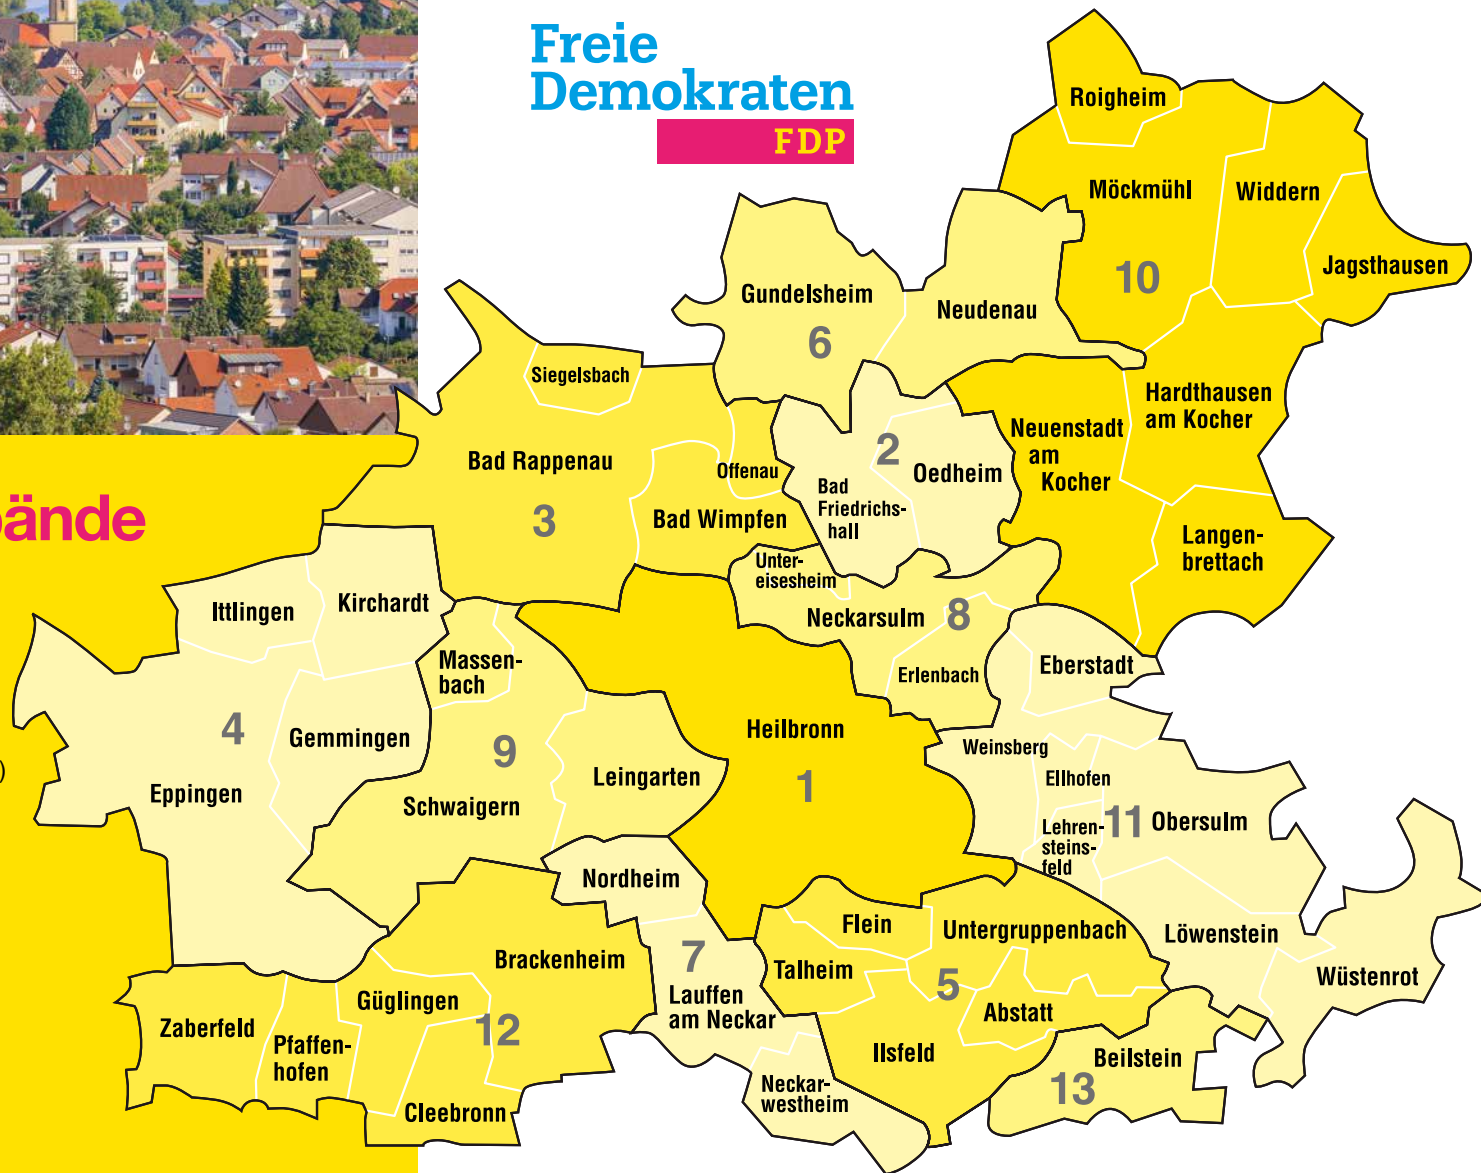 Freie
Demokraten
FDP
Roigheim
Möckmühl
Widdern
10
Jagsthausen
Gundelsheim
Neudenau
6
Siegelsbach
Hardthausen
am Kocher
Neuenstadt
am
Kocher
2
Bad Rappenau
Offenau
Oedheim
Bad
Friedrichs-
hall
3
Bad Wimpfen
bände
Langen-
brettach
Unter-
eisesheim
Ittlingen
Kirchardt
Neckarsulm
8
Massen-
bach
Erlenbach
Eberstadt
4
Gemmingen
9
Heilbronn
Weinsberg
)
Eppingen
Leingarten
1
Ellhofen
Schwaigern
Lehren-
steins-
feld
11
Obersulm
Nordheim
Flein
Untergruppenbach
Löwenstein
Brackenheim
7
Talheim
5
Wüstenrot
Güglingen
Lauffen
am Neckar
Abstatt
Zaberfeld
Pfaffen-
hofen
12
Ilsfeld
Beilstein
Neckar-
westheim
13
Cleebronn